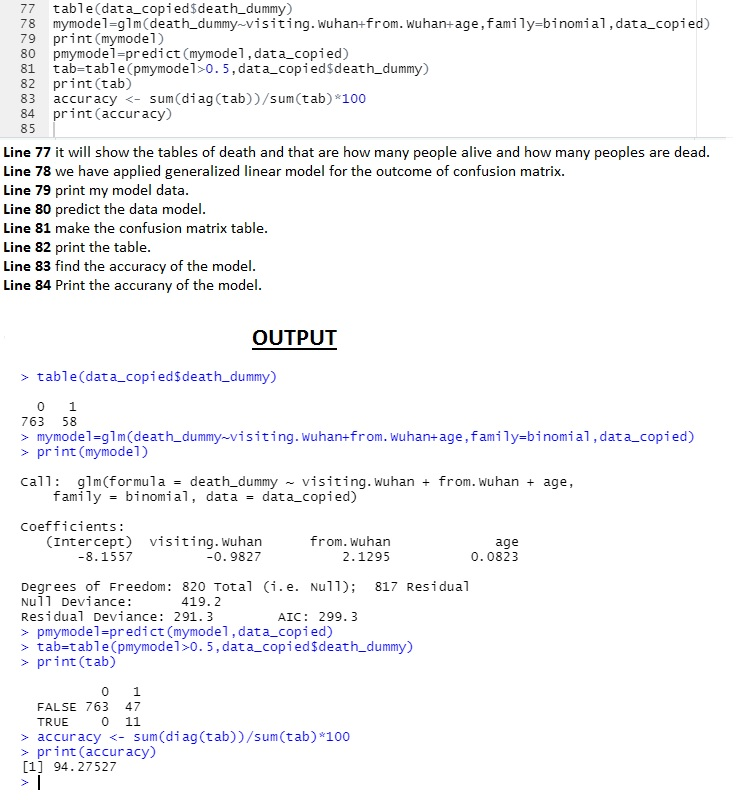 77 table(data_copied$death_dummy)
78 mymodel=glm(death_dummy~visiting.Wuhan+from.Wuhan+age,family=binomial,data_copied)
79 print(mymodel)
80 pmymodel=predict(mymodel,data_copied)
81 tab=table(pmymodel>0.5,data_copied$death_dummy)
82 print(tab)
83 accuracy <- sum(diag(tab))/sum(tab)*100
84 print(accuracy)
85
Line 77 it will show the tables of death and that are how many people alive and how many peoples are dead.
Line 78 we have applied generalized linear model for the outcome of confusion matrix.
Line 79 print my model data.
Line 80 predict the data model.
Line 81 make the confusion matrix table.
Line 82 print the table.
Line 83 find the accuracy of the model.
Line 84 Print the accurany of the model.
OUTPUT
> table(data_copied$death_dummy)
0 1
763 58
> mymodel=glm(death_dummy~visiting.Wuhan+from.Wuhan+age,family=binomial,data_copied)
> print(mymodel)
Call: glm(formula = death_dummy ~ visiting.Wuhan + from.Wuhan + age,
family = binomial, data = data_copied)
Coefficients:
(Intercept) visiting.Wuhan from.Wuhan age
-8.1557 -0.9827 2.1295 0.0823
Degrees of Freedom: 820 Total (i.e. Null); 817 Residual
Null Deviance: 419.2
Residual Deviance: 291.3 AIC: 299.3
> pmymodel=predict(mymodel,data_copied)
> tab=table(pmymodel>0.5,data_copied$death_dummy)
> print(tab)
0 1
FALSE 763 47
TRUE 0 11
> accuracy <- sum(diag(tab))/sum(tab)*100
> print(accuracy)
[1] 94.27527
>